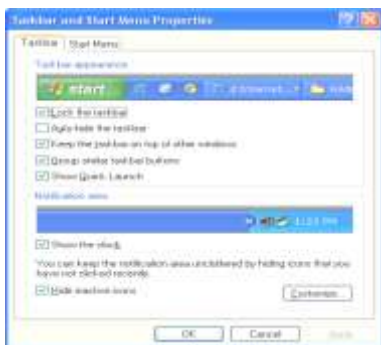 Taskbar and Start Menu Properties
Taskbar
Start Menu
Taskbar appearance
start
Lock the taskbar
Auto-hide the taskbar
Keep the taskbar on top of other windows
Group similar taskbar buttons
Show Quick Launch
Notification area
Show the clock
You can keep the notification area uncluttered by hiding icons that you
have not clicked recently.
Hide inactive icons
Customize...
OK
Cancel
Apply